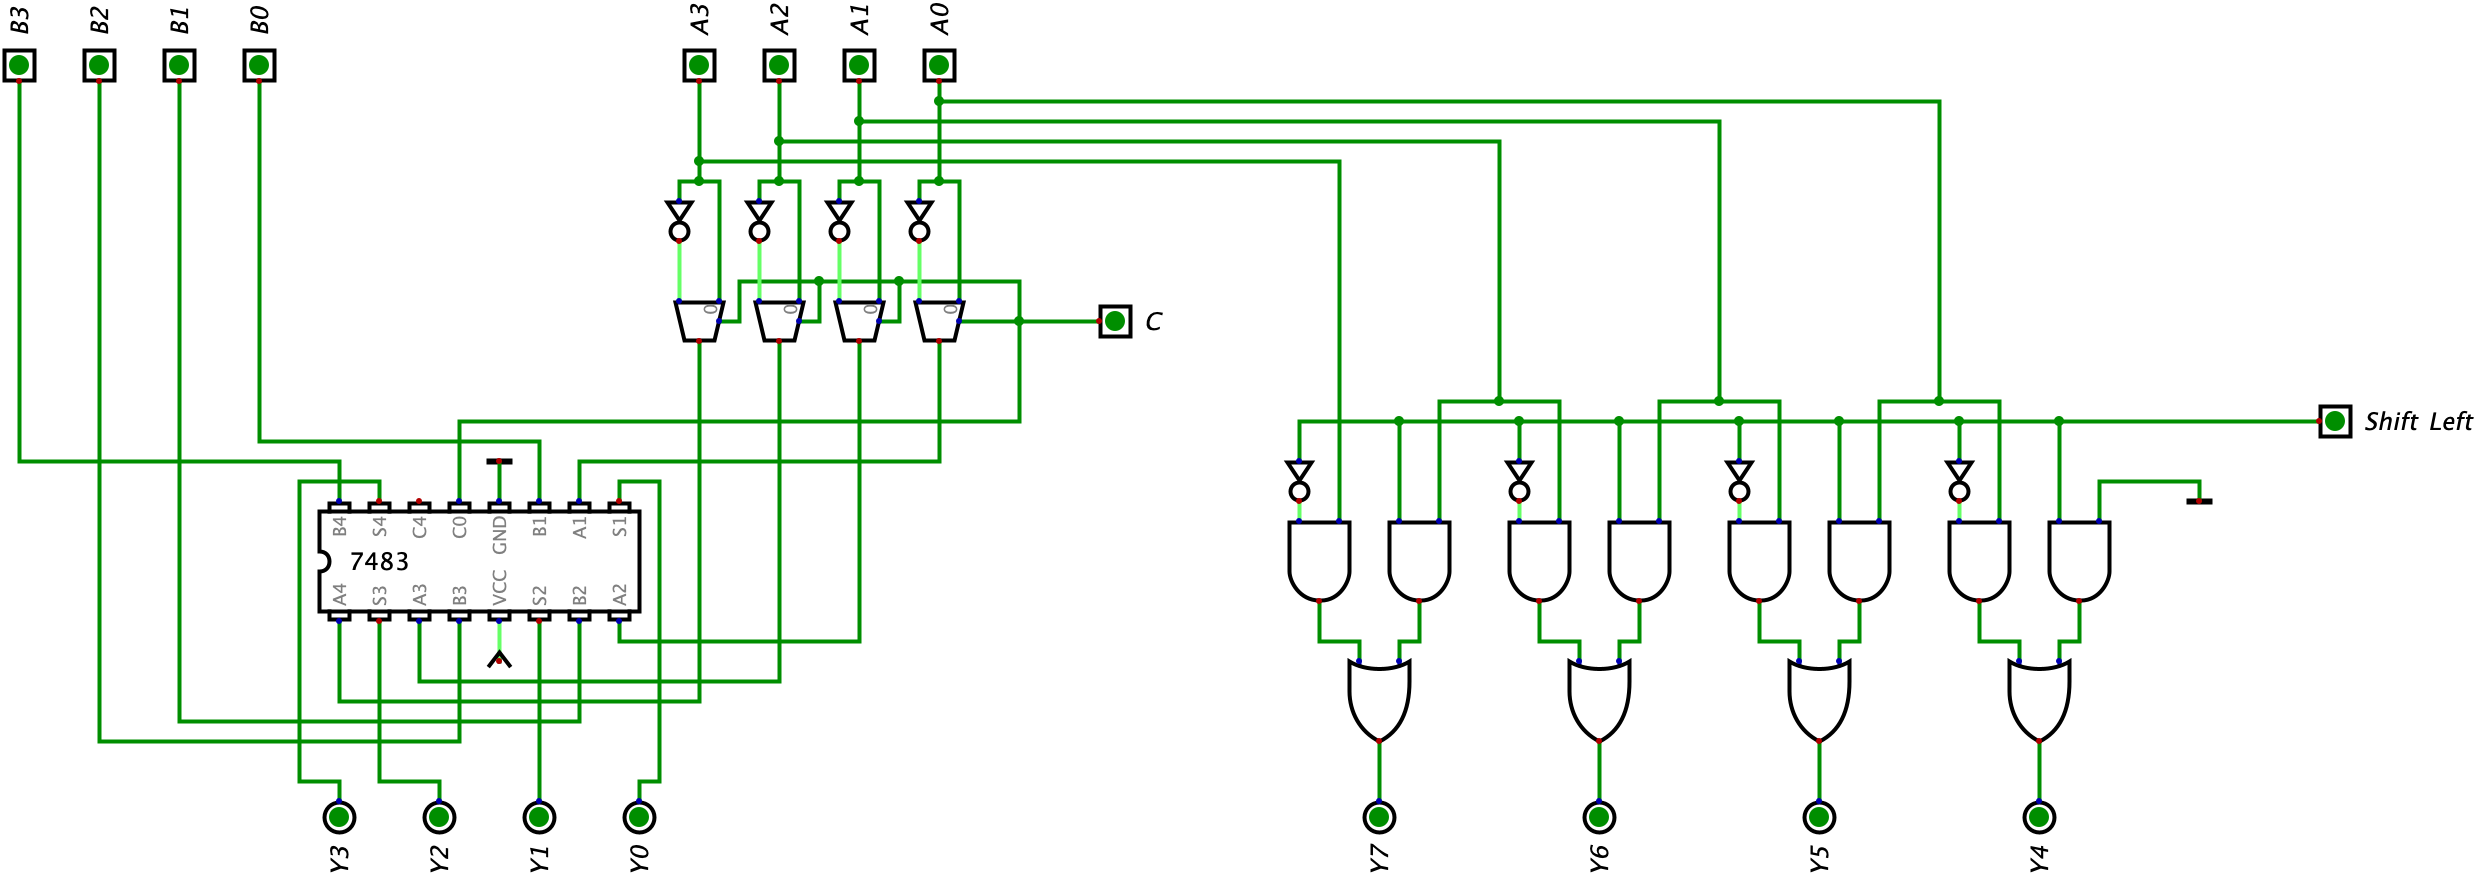 B3
B2
B1
B0
A3
A2
A1
A0
0
0
0
0
C
Shift Left
B4
S4
C4
C0
GND
B1
A1
S1
7483
A4
S3
A3
B3
VCC
S2
B2
A2
Y3
Y2
Y1
Y0
Y7
Y6
Y5
Y4